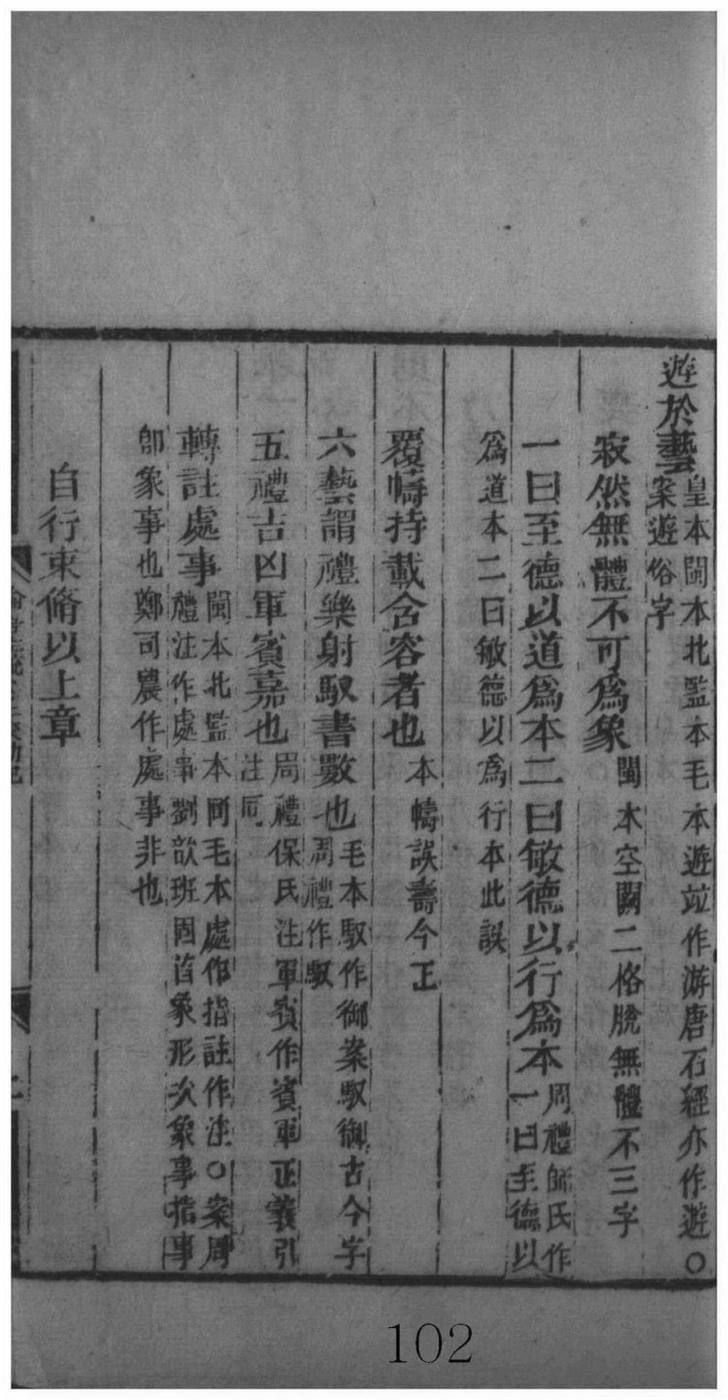 遊於藝皇本閩本北監本毛本遊竝作游唐石經亦作遊○案遊俗字
寂然無體不可爲象閩本空闕二格脫無體不三字
一曰至德以道爲本二曰敏德以行爲本周禮師氏作一曰至德以
爲道本二曰敏德以爲行本此誤
覆幬持載含容者也本幬誤壽今正
六藝謂禮樂射馭書數也毛本馭作御案馭御古今字周禮作馭
五禮吉凶軍賓嘉也周禮保氏注軍賓作賓軍正義引注同
轉註處事閩本北監本同毛本處作指註作注○案周禮注作處事劉歆班固首象形次象事指事
卽象事也鄭司農作處事非也
自行束脩以上章
102